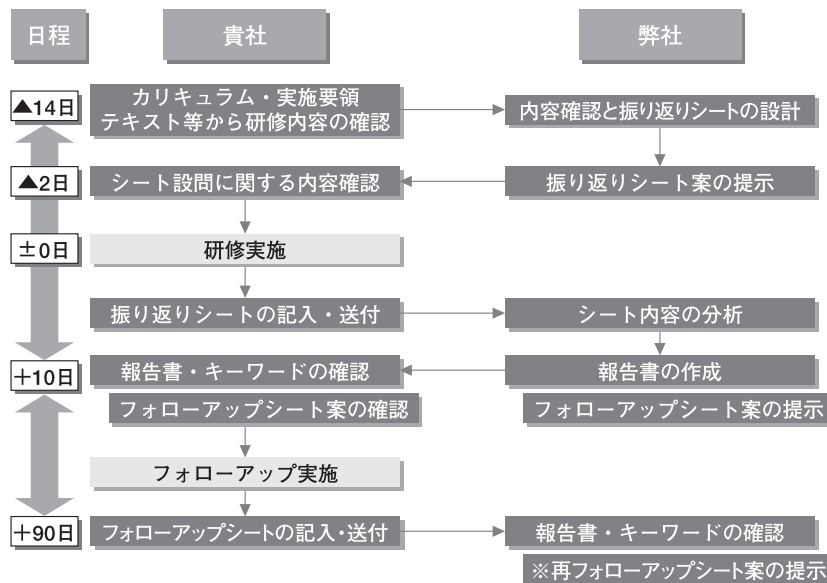 日程
貴社
弊社
▲14日
カリキュラム・実施要領
テキスト等から研修内容の確認
内容確認と振り返りシートの設計
▲2日
シート設問に関する内容確認
振り返りシート案の提示
±0日
研修実施
振り返りシートの記入・送付
シート内容の分析
+10日
報告書・キーワードの確認
報告書の作成
フォローアップシート案の確認
フォローアップシート案の提示
フォローアップ実施
+90日
フォローアップシートの記入・送付
報告書・キーワードの確認
※再フォローアップシート案の提示